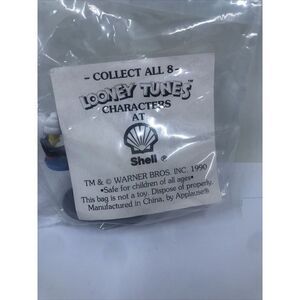 - COLLECT ALL 8 -
LOONEY TUNES™
CHARACTERS
AT
Shell ®
TM & © WARNER BROS. INC. 1990
•Safe for children of all ages•
This bag is not a toy. Dispose of properly.
Manufactured in China, by Applause®